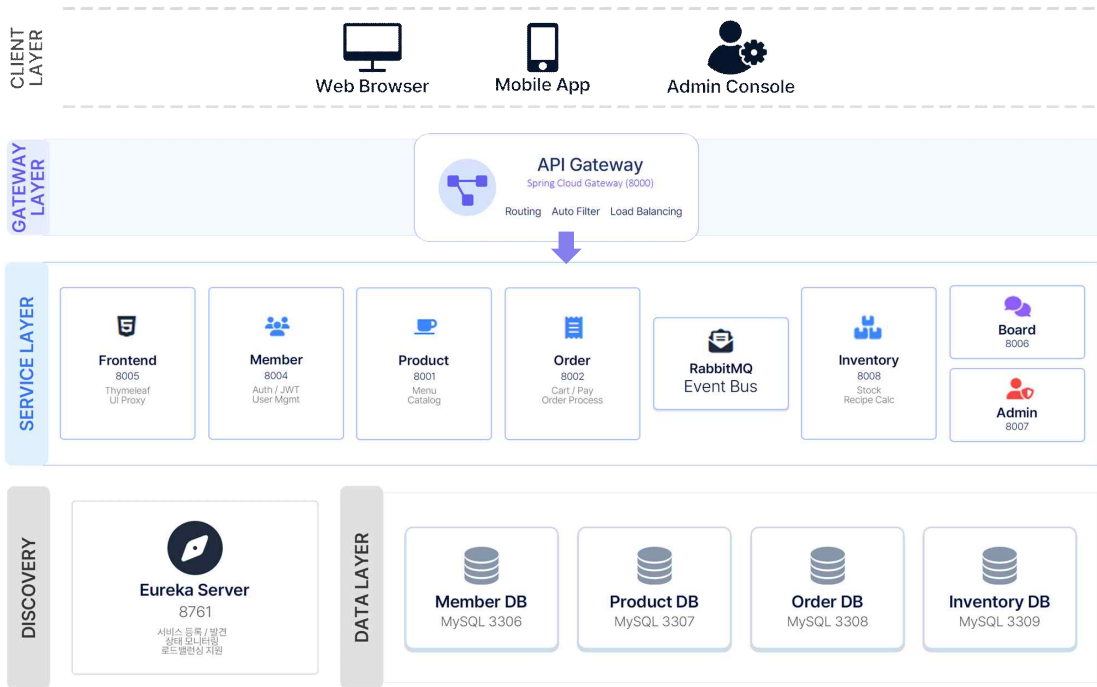 CLIENT
LAYER
Web Browser
Mobile App
Admin Console
GATEWAY
LAYER
API Gateway
Spring Cloud Gateway (8000)
Routing Auto Filter Load Balancing
SERVICE LAYER
Frontend
8005
Thymeleaf
UI Proxy
Member
8004
Auth / JWT
User Mgmt
Product
8001
Menu
Catalog
Order
8002
Cart / Pay
Order Process
RabbitMQ
Event Bus
Inventory
8008
Stock
Recipe Calc
Board
8006
Admin
8007
DISCOVERY
Eureka Server
8761
서비스 등록 / 발견
상태 모니터링
로드밸런싱 지원
DATA LAYER
Member DB
MySQL 3306
Product DB
MySQL 3307
Order DB
MySQL 3308
Inventory DB
MySQL 3309